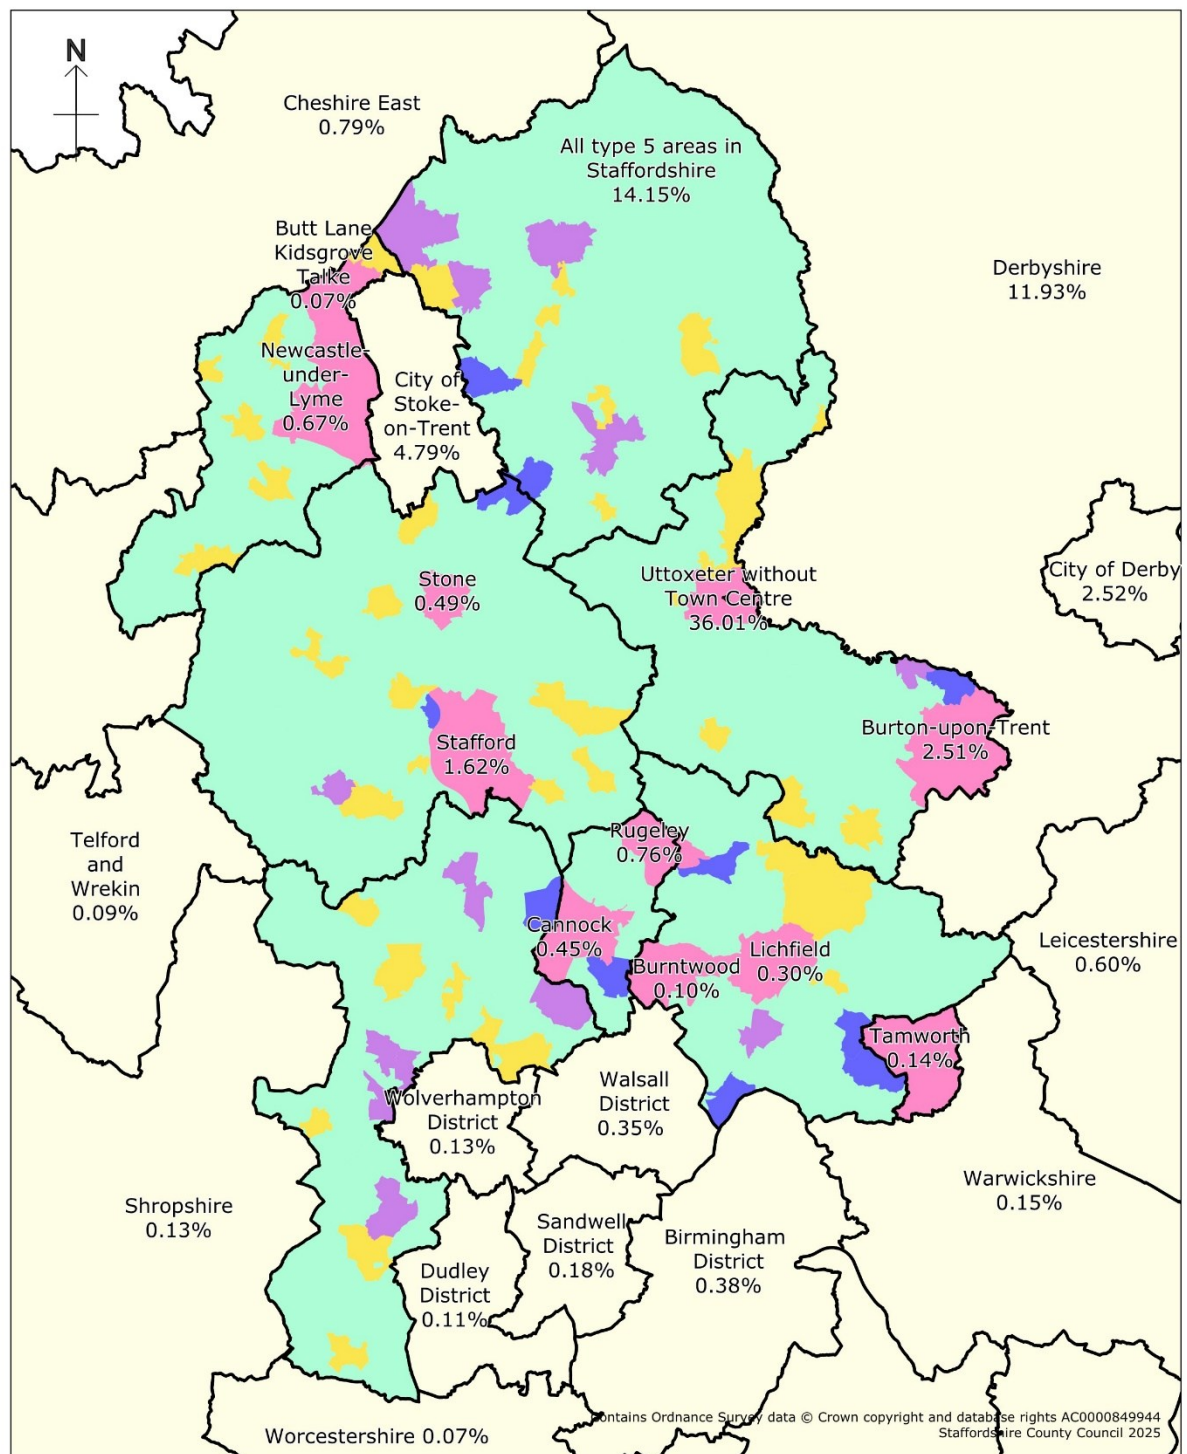 N
Cheshire East
0.79%
All type 5 areas in
Staffordshire
14.15%
Butt Lane
Kidsgrove
Talke
0.07%
Derbyshire
11.93%
Newcastle-
under-
Lyme
0.67%
City of
Stoke-
on-Trent
4.79%
Stone
0.49%
Uttoxeter without
Town Centre
36.01%
City of Derby
2.52%
Stafford
1.62%
Burton-upon-Trent
2.51%
Telford
and
Wrekin
0.09%
Rugeley
0.76%
Cannock
0.45%
Burntwood
0.10%
Lichfield
0.30%
Leicestershire
0.60%
Tamworth
0.14%
Wolverhampton
District
0.13%
Walsall
District
0.35%
Shropshire
0.13%
Warwickshire
0.15%
Sandwell
District
0.18%
Birmingham
District
0.38%
Dudley
District
0.11%
Worcestershire 0.07%
Contains Ordnance Survey data © Crown copyright and database rights AC0000849944
Staffordshire County Council 2025